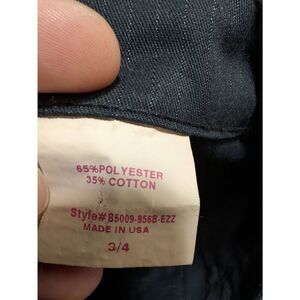 65% POLYESTER
35% COTTON
Style# B5009-856B-EZZ
MADE IN USA
3/4